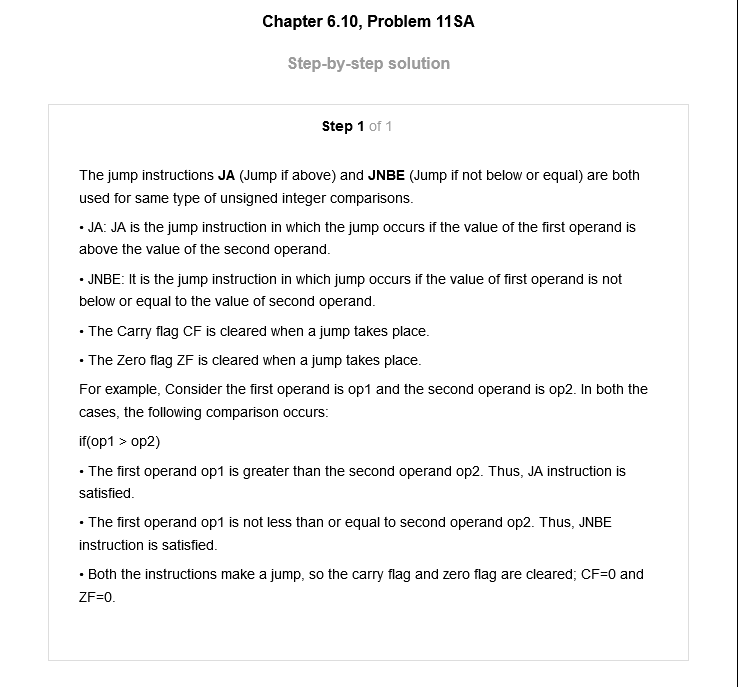 Chapter 6.10, Problem 11SA
Step-by-step solution
Step 1 of 1
The jump instructions JA (Jump if above) and JNBE (Jump if not below or equal) are both
used for same type of unsigned integer comparisons.
• JA: JA is the jump instruction in which the jump occurs if the value of the first operand is
above the value of the second operand.
• JNBE: It is the jump instruction in which jump occurs if the value of first operand is not
below or equal to the value of second operand.
• The Carry flag CF is cleared when a jump takes place.
• The Zero flag ZF is cleared when a jump takes place.
For example, Consider the first operand is op1 and the second operand is op2. In both the
cases, the following comparison occurs:
if(op1 > op2)
• The first operand op1 is greater than the second operand op2. Thus, JA instruction is
satisfied.
• The first operand op1 is not less than or equal to second operand op2. Thus, JNBE
instruction is satisfied.
• Both the instructions make a jump, so the carry flag and zero flag are cleared; CF=0 and
ZF=0.